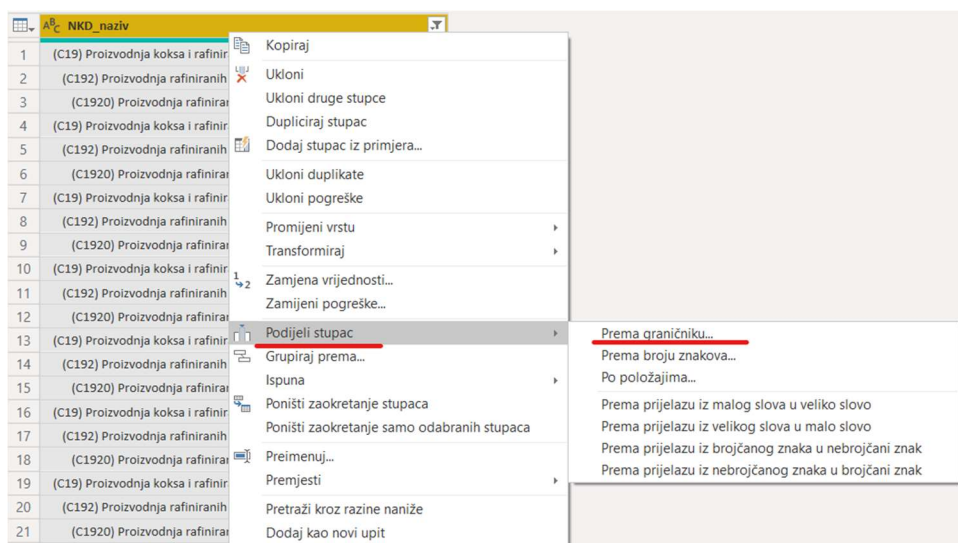 ABC NKD_naziv
1 (C19) Proizvodnja koksa i rafinir
2 (C192) Proizvodnja rafiniranih
3 (C1920) Proizvodnja rafinirar
4 (C19) Proizvodnja koksa i rafinir
5 (C192) Proizvodnja rafiniranih
6 (C1920) Proizvodnja rafinirar
7 (C19) Proizvodnja koksa i rafinir
8 (C192) Proizvodnja rafiniranih
9 (C1920) Proizvodnja rafinirar
10 (C19) Proizvodnja koksa i rafinir
11 (C192) Proizvodnja rafiniranih
12 (C1920) Proizvodnja rafinirar
13 (C19) Proizvodnja koksa i rafinir
14 (C192) Proizvodnja rafiniranih
15 (C1920) Proizvodnja rafinirar
16 (C19) Proizvodnja koksa i rafinir
17 (C192) Proizvodnja rafiniranih
18 (C1920) Proizvodnja rafinirar
19 (C19) Proizvodnja koksa i rafinir
20 (C192) Proizvodnja rafiniranih
21 (C1920) Proizvodnja rafinirar
Kopiraj
Ukloni
Ukloni druge stupce
Dupliciraj stupac
Dodaj stupac iz primjera...
Ukloni duplikate
Ukloni pogreške
Promijeni vrstu
Transformiraj
1 2 Zamjena vrijednosti...
Zamijeni pogreške...
Podijeli stupac
Grupiraj prema...
Ispuna
Poništi zaokretanje stupaca
Poništi zaokretanje samo odabranih stupaca
Preimenuj...
Premjesti
Pretraži kroz razine naniže
Dodaj kao novi upit
Prema graničniku...
Prema broju znakova...
Po položajima...
Prema prijelazu iz malog slova u veliko slovo
Prema prijelazu iz velikog slova u malo slovo
Prema prijelazu iz brojčanog znaka u nebrojčani znak
Prema prijelazu iz nebrojčanog znaka u brojčani znak